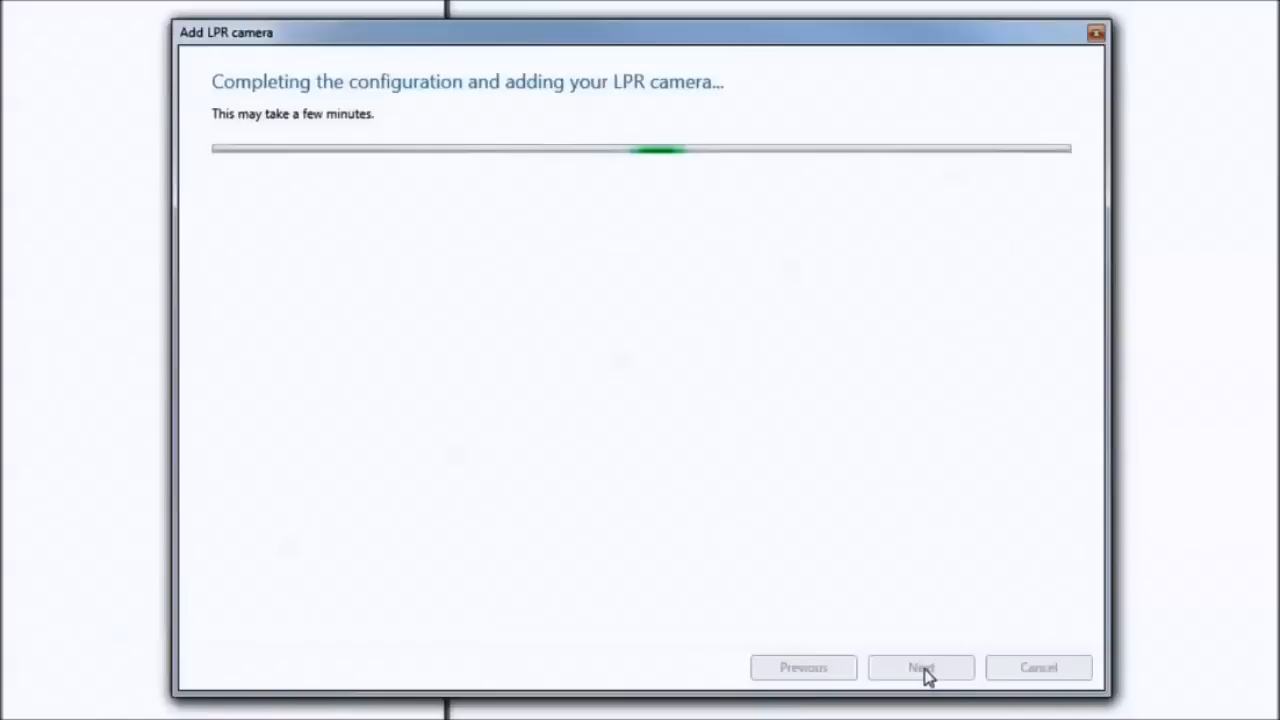 Add LPR camera
Completing the configuration and adding your LPR camera...
This may take a few minutes.
Previous
Next
Cancel